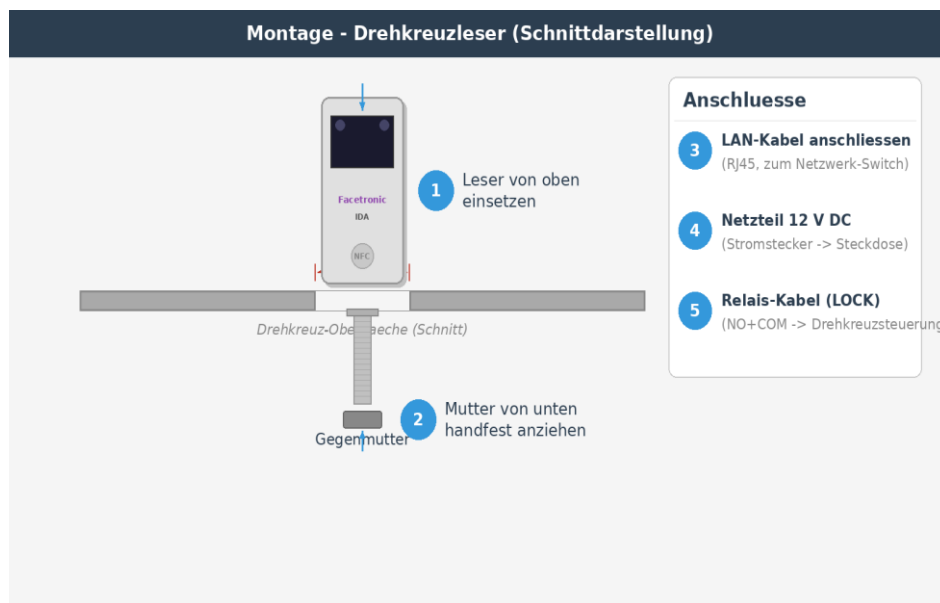 Montage - Drehkreuzleser (Schnittdarstellung)
Facetronic
IDA
NFC
1
Leser von oben
einsetzen
Drehkreuz-Obe aeche (Schnitt)
Gegenmutter
2
Mutter von unten
handfest anziehen
Anschluesse
3
LAN-Kabel anschliessen
(RJ45, zum Netzwerk-Switch)
4
Netzteil 12 V DC
(Stromstecker -> Steckdose)
5
Relais-Kabel (LOCK)
(NO+COM -> Drehkreuzsteuerung